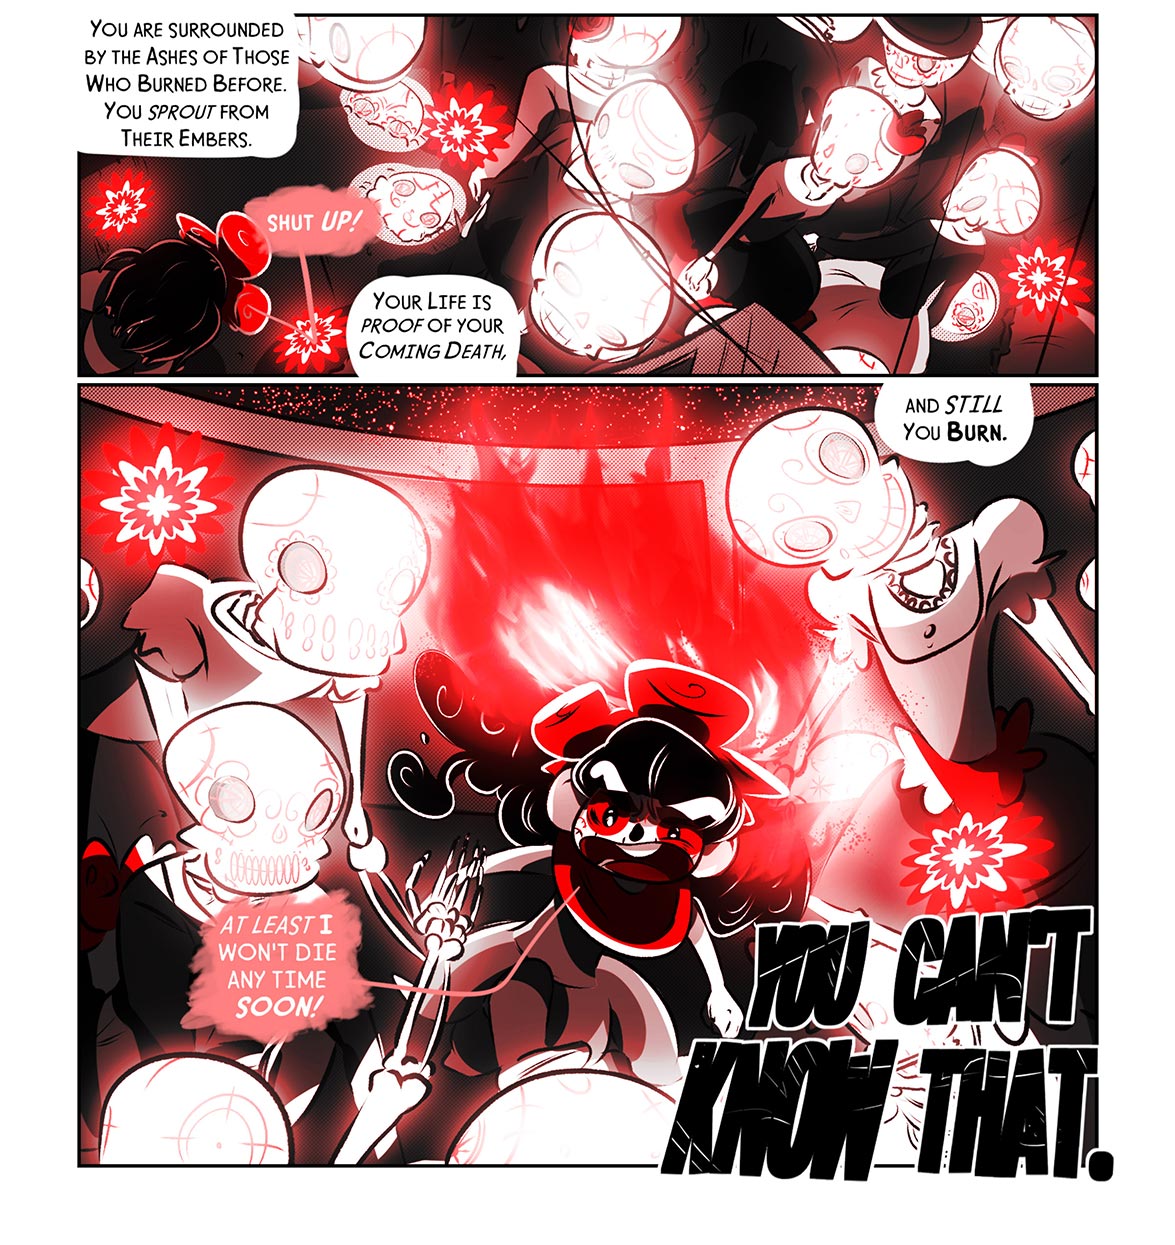 You are surrounded
by the Ashes of Those
Who Burned Before.
You sprout from
Their Embers.
SHUT UP!
Your Life is
proof of your
Coming Death,
and still
you Burn.
AT LEAST I
WON'T DIE
ANY TIME
SOON!
YOU CAN'T
KNOW THAT.